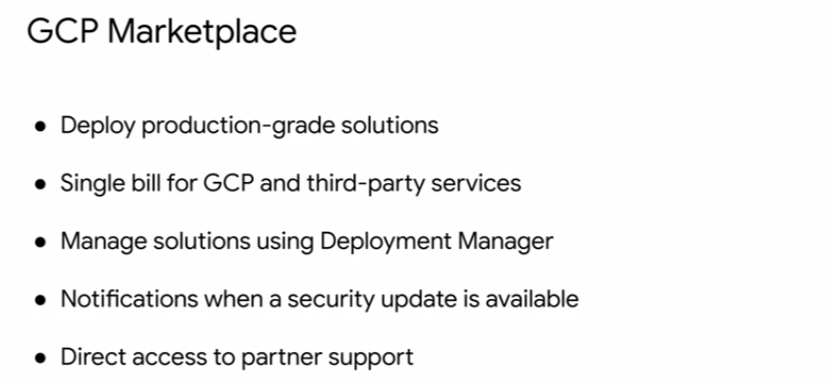 GCP Marketplace
● Deploy production-grade solutions
● Single bill for GCP and third-party services
● Manage solutions using Deployment Manager
● Notifications when a security update is available
● Direct access to partner support